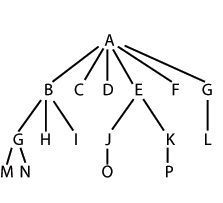 A
B C D E F G
G H I J K L
M N O P